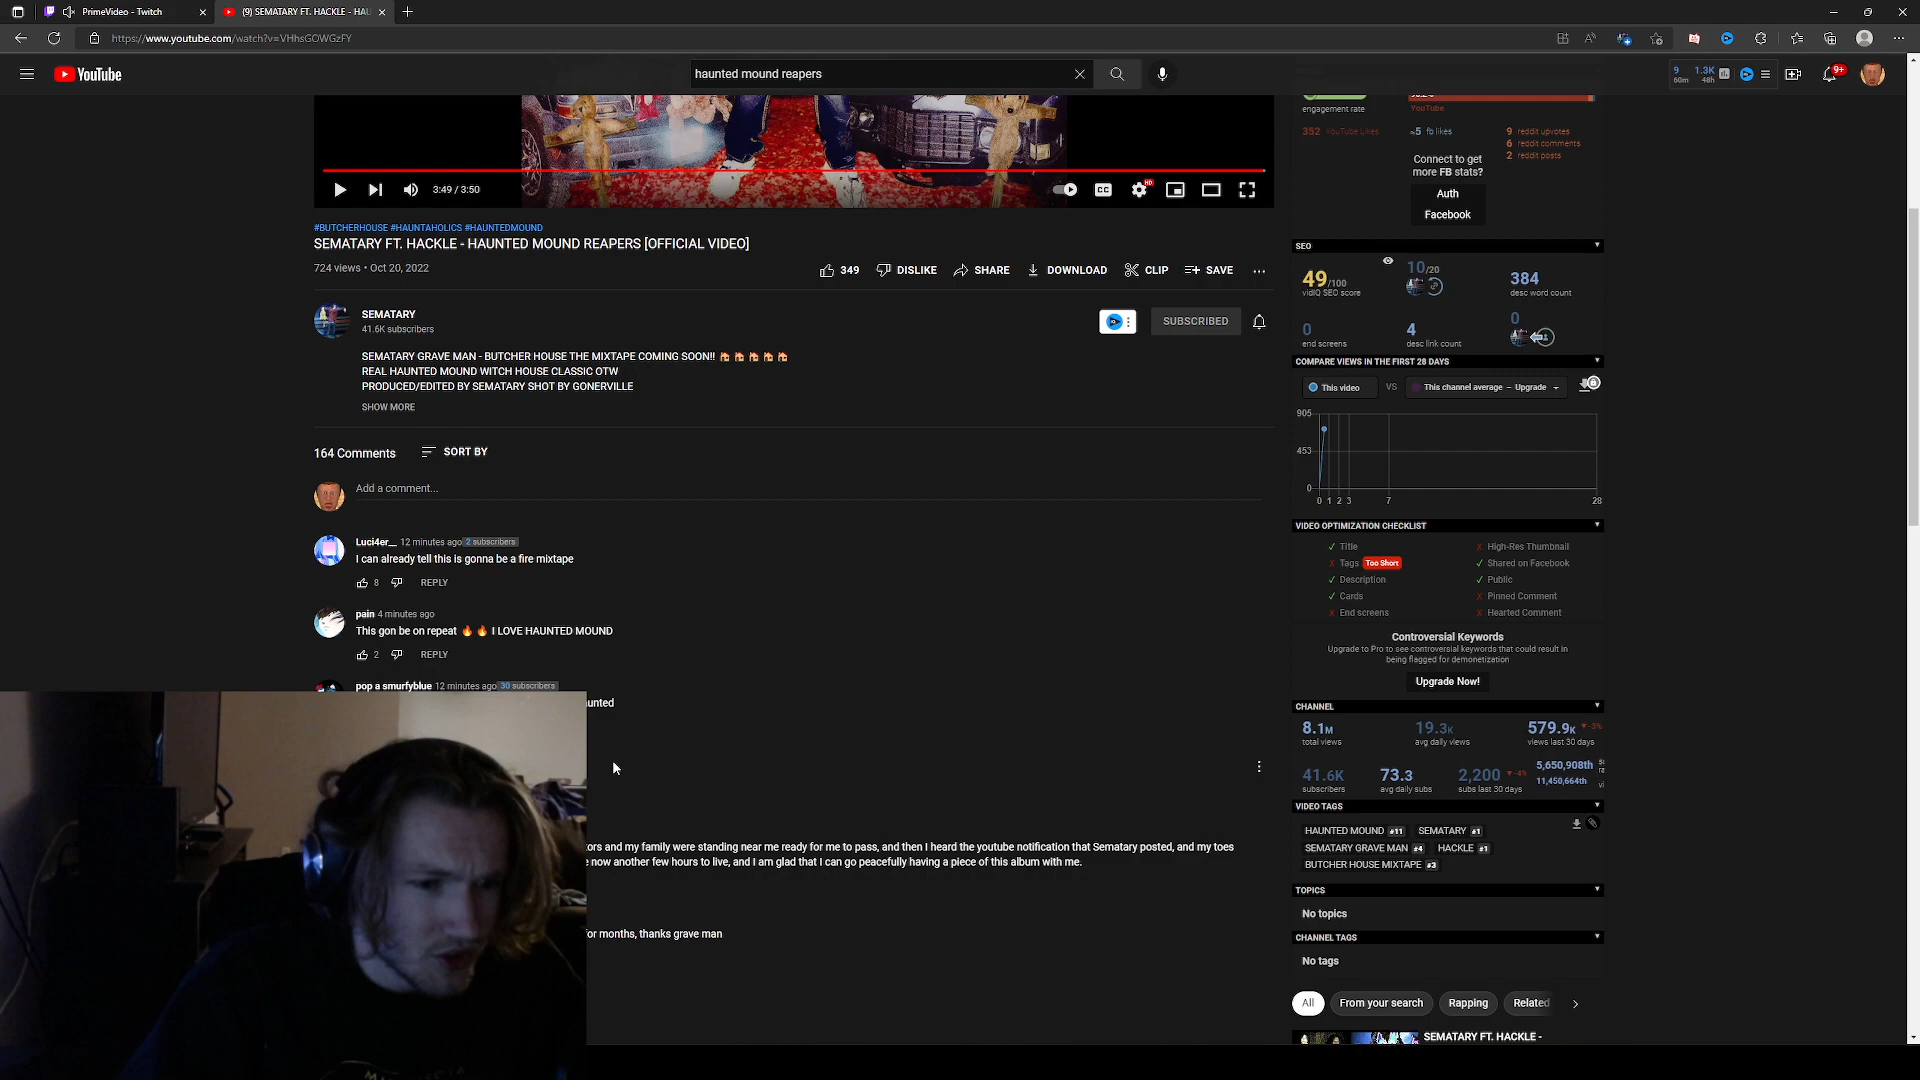 PrimeVideo - Twitch
(9) SEMATARY FT. HACKLE - HAU
https://www.youtube.com/watch?v=VHhsGOWGzFY
YouTube
haunted mound reapers
9
60m
1.3K
48h
9+
3:49 / 3:50
CC
HD
#BUTCHERHOUSE #HAUNTAHOLICS #HAUNTEDMOUND
SEMATARY FT. HACKLE - HAUNTED MOUND REAPERS [OFFICIAL VIDEO]
724 views • Oct 20, 2022
349
DISLIKE
SHARE
DOWNLOAD
CLIP
SAVE
SEMATARY
41.6K subscribers
SUBSCRIBED
SEMATARY GRAVE MAN - BUTCHER HOUSE THE MIXTAPE COMING SOON!! 🏠 🏠 🏠 🏠 🏠
REAL HAUNTED MOUND WITCH HOUSE CLASSIC OTW
PRODUCED/EDITED BY SEMATARY SHOT BY GONERVILLE
SHOW MORE
164 Comments
SORT BY
Add a comment...
Luci4er__ 12 minutes ago 2 subscribers
I can already tell this is gonna be a fire mixtape
8
REPLY
pain 4 minutes ago
This gon be on repeat 🔥 🔥 I LOVE HAUNTED MOUND
2
REPLY
pop a smurfyblue 12 minutes ago 30 subscribers
unted
tors and my family were standing near me ready for me to pass, and then I heard the youtube notification that Sematary posted, and my toes
now another few hours to live, and I am glad that I can go peacefully having a piece of this album with me.
for months, thanks grave man
engagement rate
YouTube
352 YouTube Likes
≈5 fb likes
9 reddit upvotes
6 reddit comments
2 reddit posts
Connect to get
more FB stats?
Auth
Facebook
SEO
49/100
vidIQ SEO score
10/20
384
desc word count
0
end screens
4
desc link count
0
COMPARE VIEWS IN THE FIRST 28 DAYS
This video
VS
This channel average – Upgrade
905
453
0
0 1 2 3 7 28
VIDEO OPTIMIZATION CHECKLIST
✓ Title
✗ High-Res Thumbnail
✗ Tags Too Short
✓ Shared on Facebook
✓ Description
✓ Public
✓ Cards
✗ Pinned Comment
✗ End screens
✗ Hearted Comment
Controversial Keywords
Upgrade to Pro to see controversial keywords that could result in
being flagged for demonetization
Upgrade Now!
CHANNEL
8.1M
total views
19.3K
avg daily views
579.9K -3%
views last 30 days
41.6K
subscribers
73.3
avg daily subs
2,200 -4%
subs last 30 days
5,650,908th
11,450,664th
VIDEO TAGS
HAUNTED MOUND #11 SEMATARY #1
SEMATARY GRAVE MAN #4 HACKLE #1
BUTCHER HOUSE MIXTAPE #3
TOPICS
No topics
CHANNEL TAGS
No tags
All
From your search
Rapping
Related
SEMATARY FT. HACKLE -